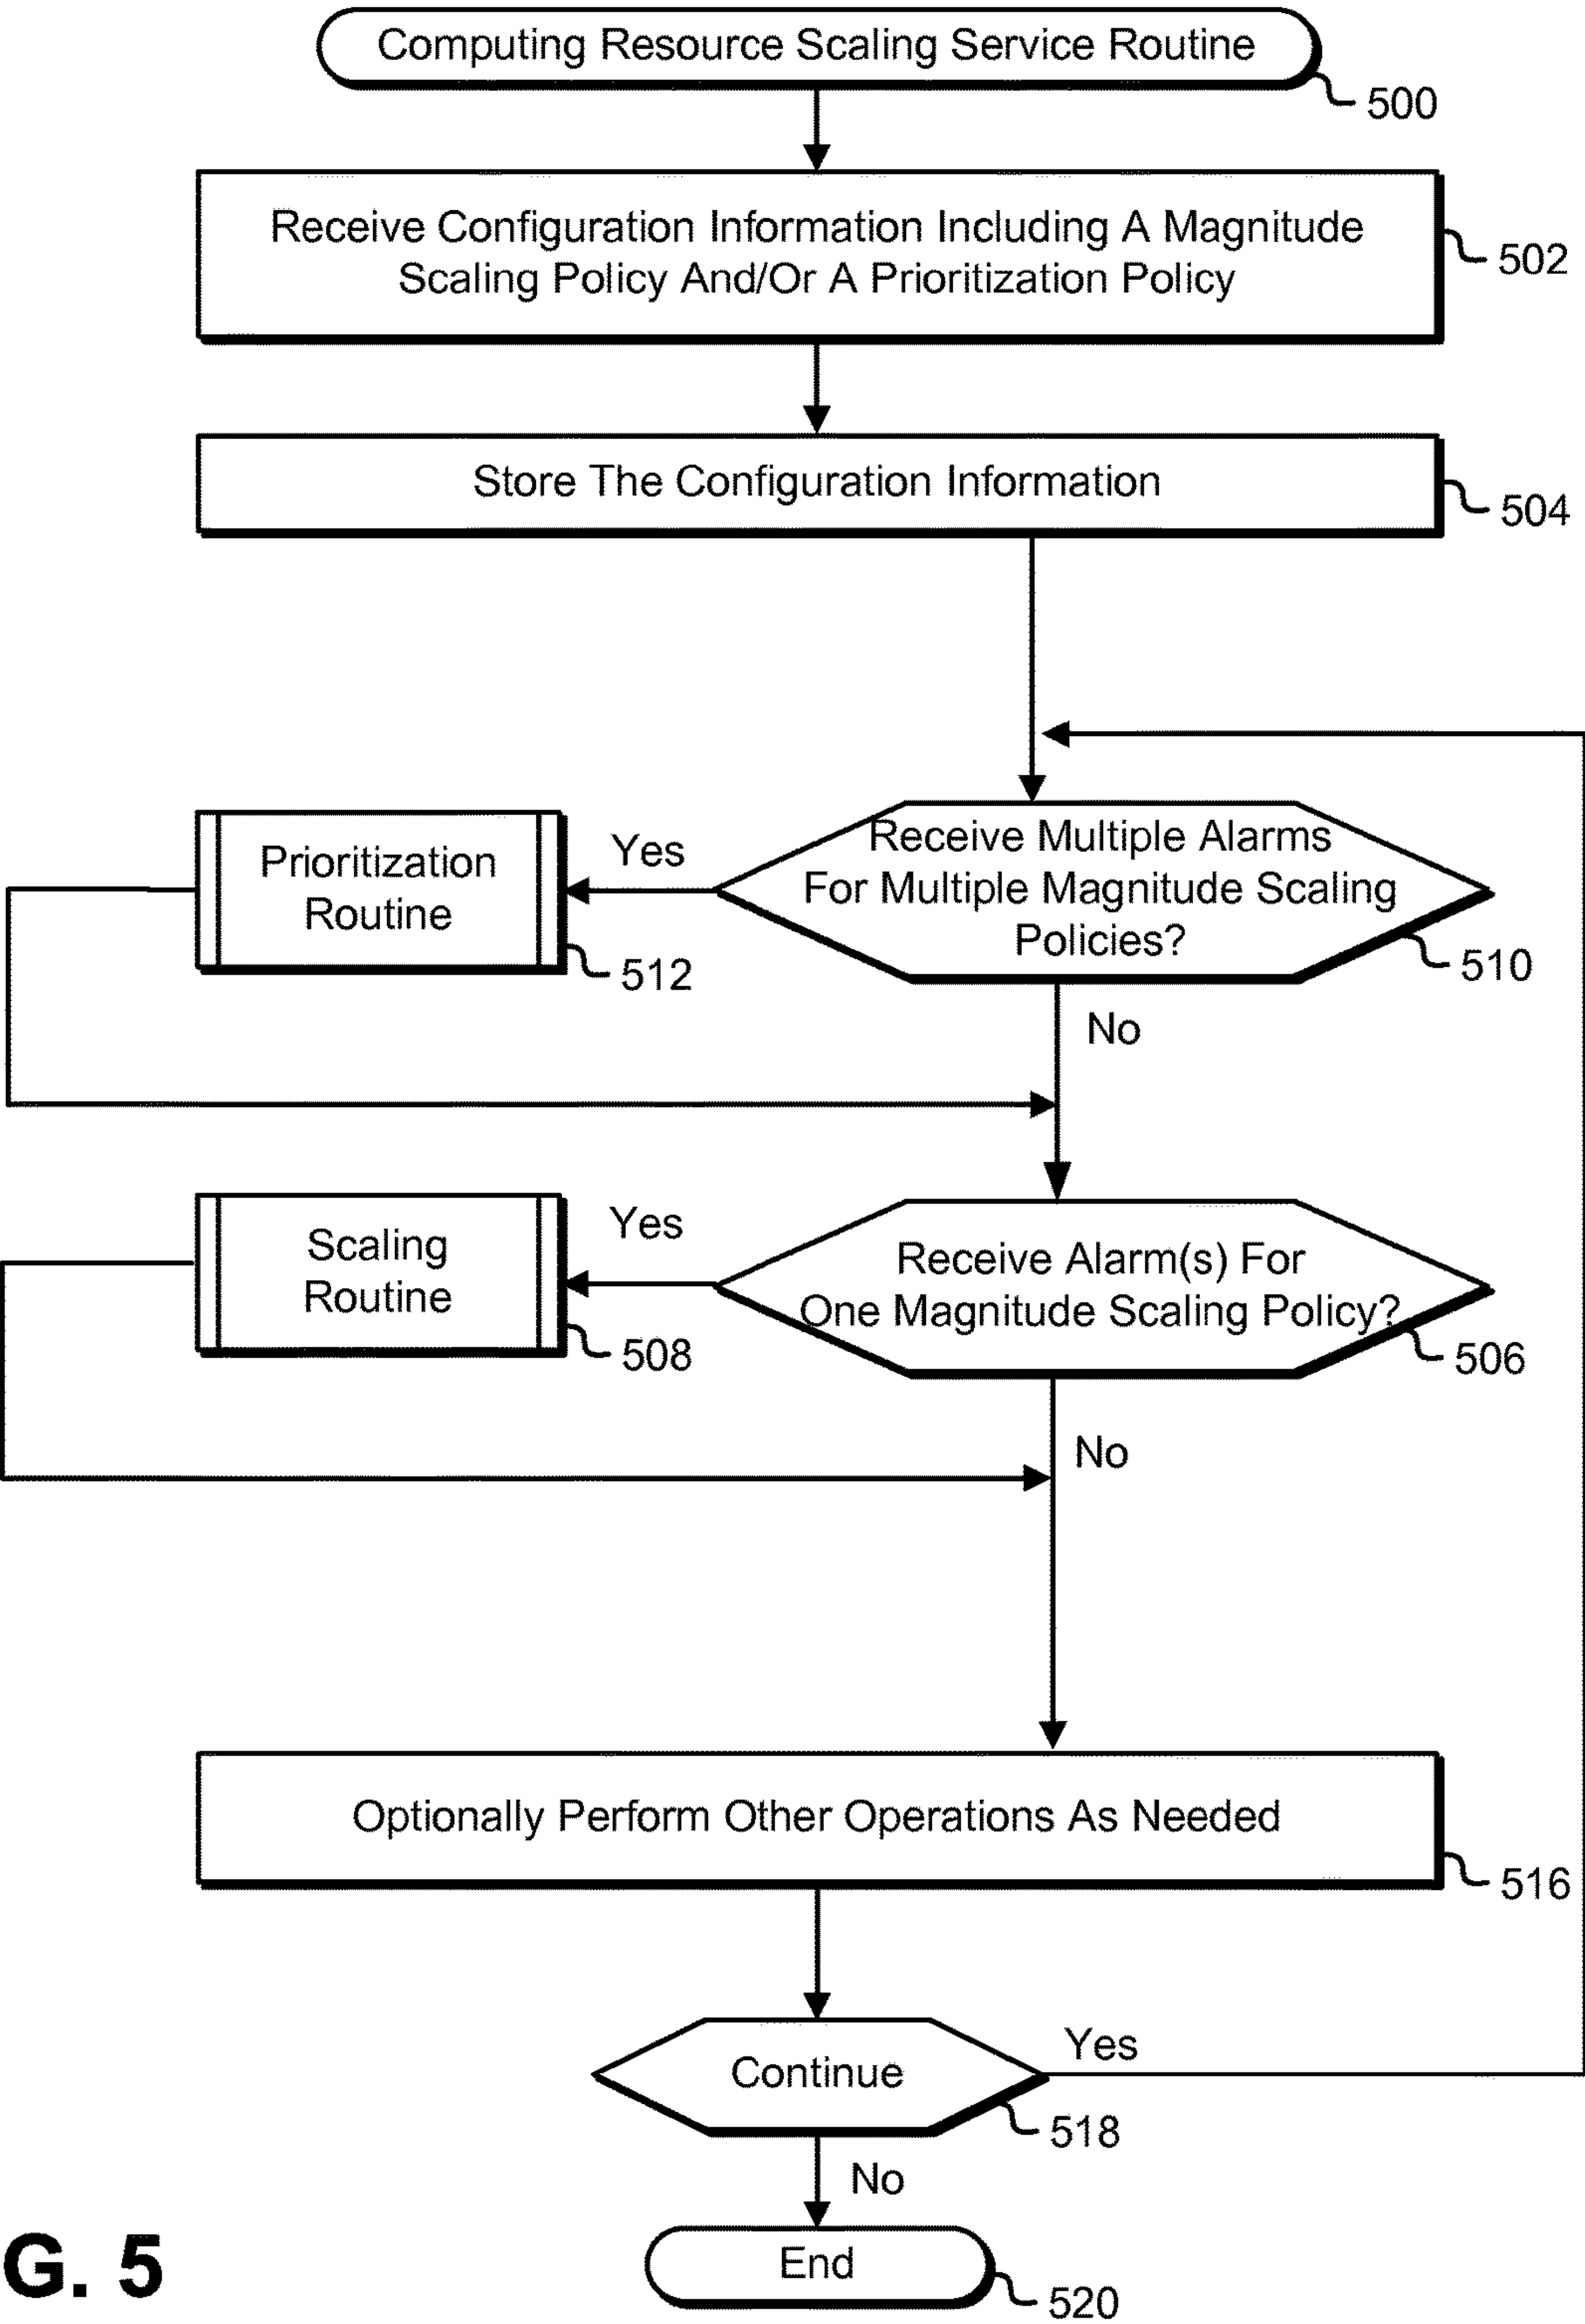 Computing Resource Scaling Service Routine
500
Receive Configuration Information Including A Magnitude
Scaling Policy And/Or A Prioritization Policy
502
Store The Configuration Information
504
Receive Multiple Alarms
For Multiple Magnitude Scaling
Policies?
510
Yes
Prioritization
Routine
512
No
Receive Alarm(s) For
One Magnitude Scaling Policy?
506
Yes
Scaling
Routine
508
No
Optionally Perform Other Operations As Needed
516
Continue
518
Yes
No
End
520
G. 5